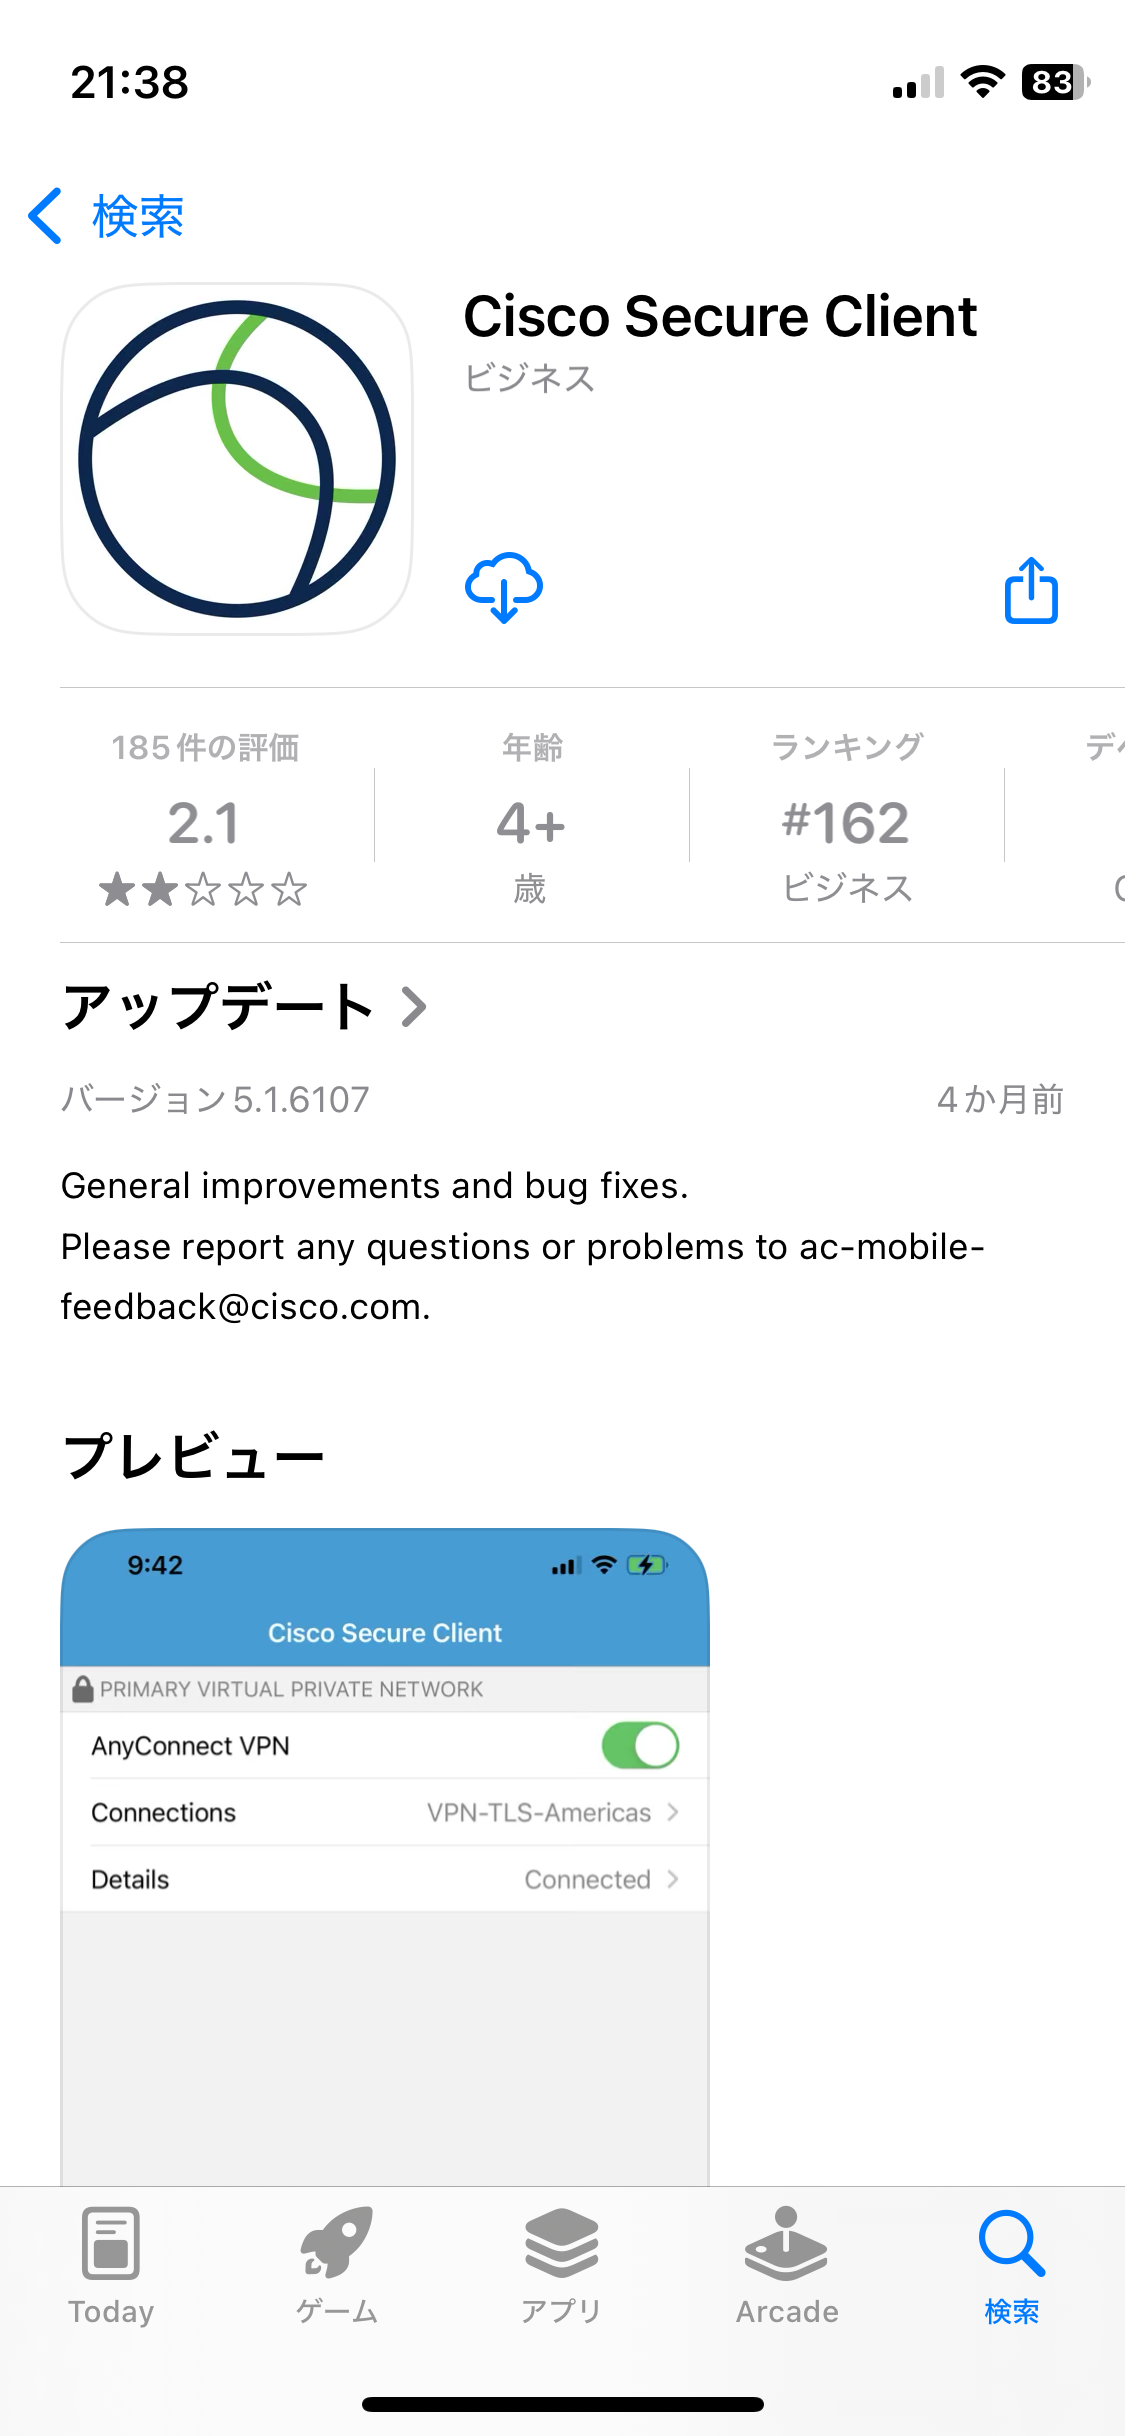 21:38
83
検索
Cisco Secure Client
ビジネス
185件の評価
2.1
年齢
4+
歳
ランキング
#162
ビジネス
アップデート
バージョン 5.1.6107
4か月前
General improvements and bug fixes.
Please report any questions or problems to ac-mobile-
feedback@cisco.com.
プレビュー
9:42
Cisco Secure Client
PRIMARY VIRTUAL PRIVATE NETWORK
AnyConnect VPN
Connections VPN-TLS-Americas
Details Connected
Today
ゲーム
アプリ
Arcade
検索